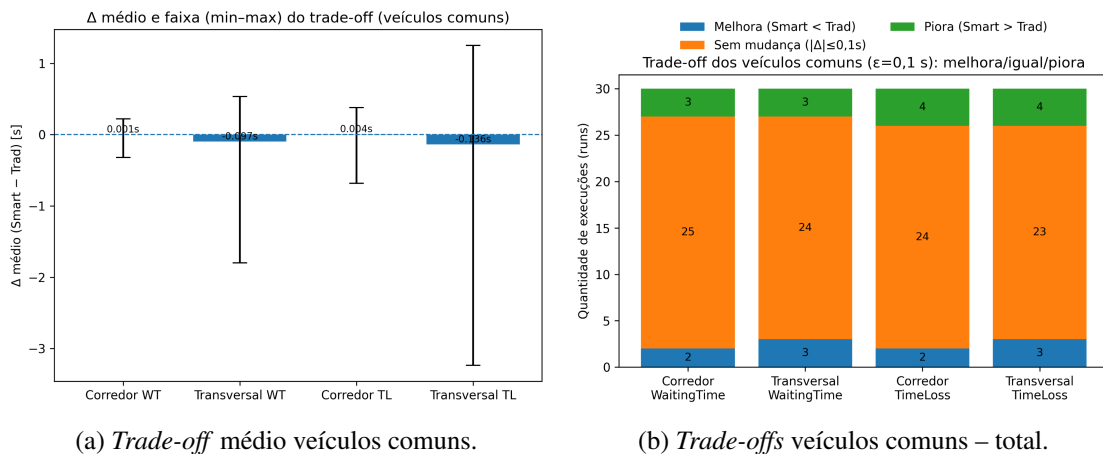 Δ médio e faixa (min–max) do trade-off (veículos comuns)
Δ médio (Smart − Trad) [s]
1
0
−1
−2
−3
0.001s
-0.097s
0.004s
-0.136s
Corredor WT
Transversal WT
Corredor TL
Transversal TL
(a) Trade-off médio veículos comuns.
Melhora (Smart < Trad)
Sem mudança (|Δ|≤0,1s)
Piora (Smart > Trad)
Trade-off dos veículos comuns (ε=0,1 s): melhora/igual/piora
Quantidade de execuções (runs)
30
25
20
15
10
5
0
3
3
4
4
25
24
24
23
2
3
2
3
Corredor
WaitingTime
Transversal
WaitingTime
Corredor
TimeLoss
Transversal
TimeLoss
(b) Trade-offs veículos comuns – total.